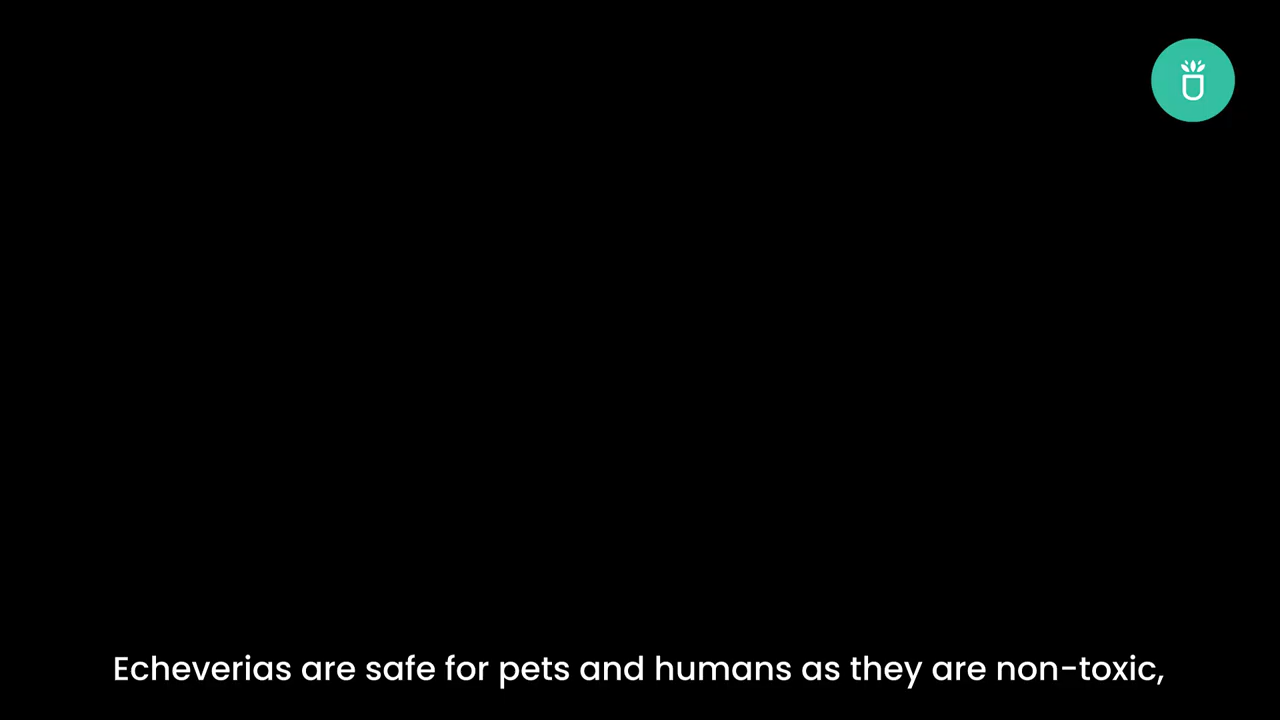 Echeverias are safe for pets and humans as they are non-toxic,